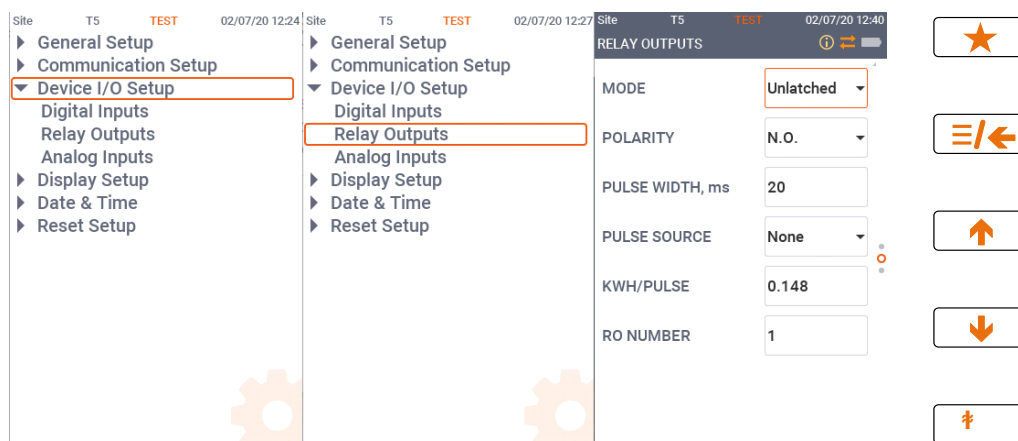 Site T5 TEST 02/07/20 12:24
General Setup
Communication Setup
Device I/O Setup
Digital Inputs
Relay Outputs
Analog Inputs
Display Setup
Date & Time
Reset Setup
Site T5 TEST 02/07/20 12:27
General Setup
Communication Setup
Device I/O Setup
Digital Inputs
Relay Outputs
Analog Inputs
Display Setup
Date & Time
Reset Setup
Site T5 TEST 02/07/20 12:40
RELAY OUTPUTS
MODE Unlatched
POLARITY N.O.
PULSE WIDTH, ms 20
PULSE SOURCE None
KWH/PULSE 0.148
RO NUMBER 1